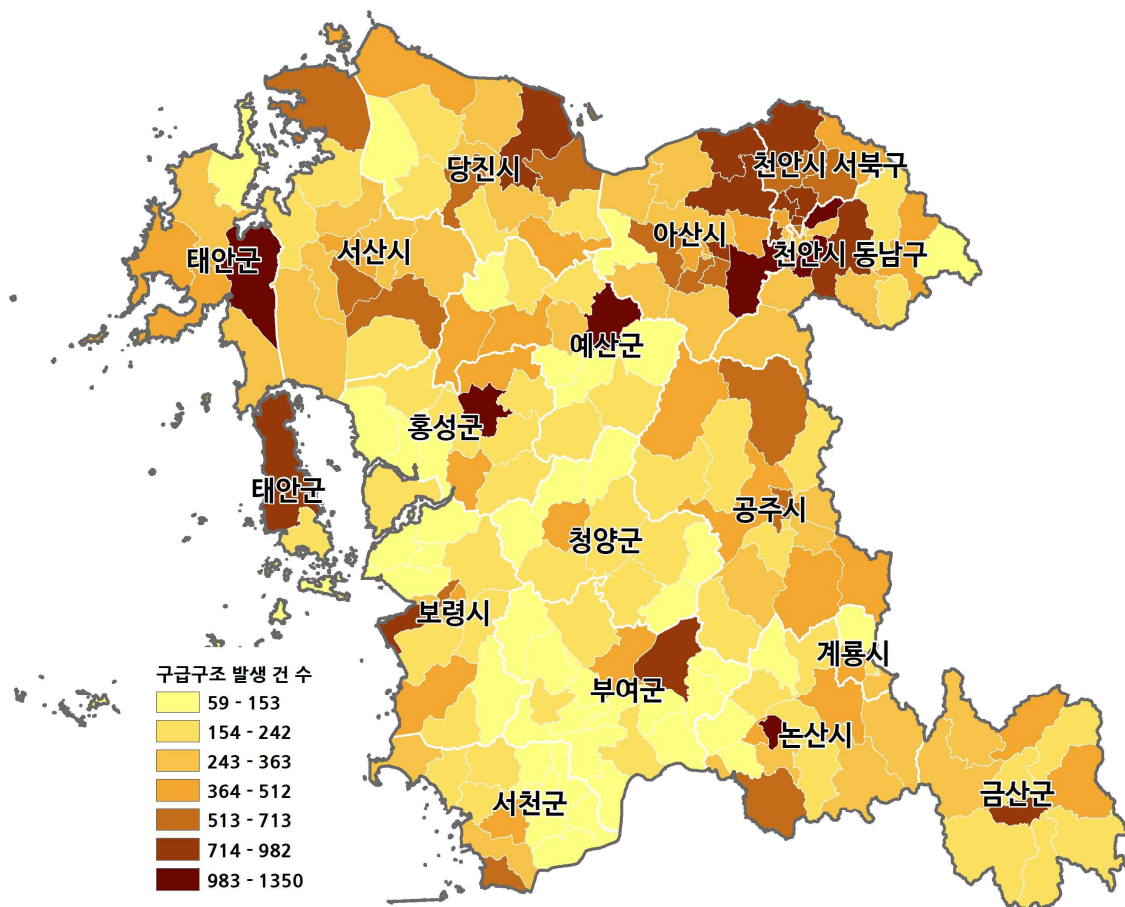 천안시 서북구
당진시
아산시
천안시 동남구
서산시
태안군
예산군
홍성군
태안군
공주시
청양군
보령시
계룡시
부여군
논산시
서천군
금산군
구급구조 발생 건 수
59 - 153
154 - 242
243 - 363
364 - 512
513 - 713
714 - 982
983 - 1350